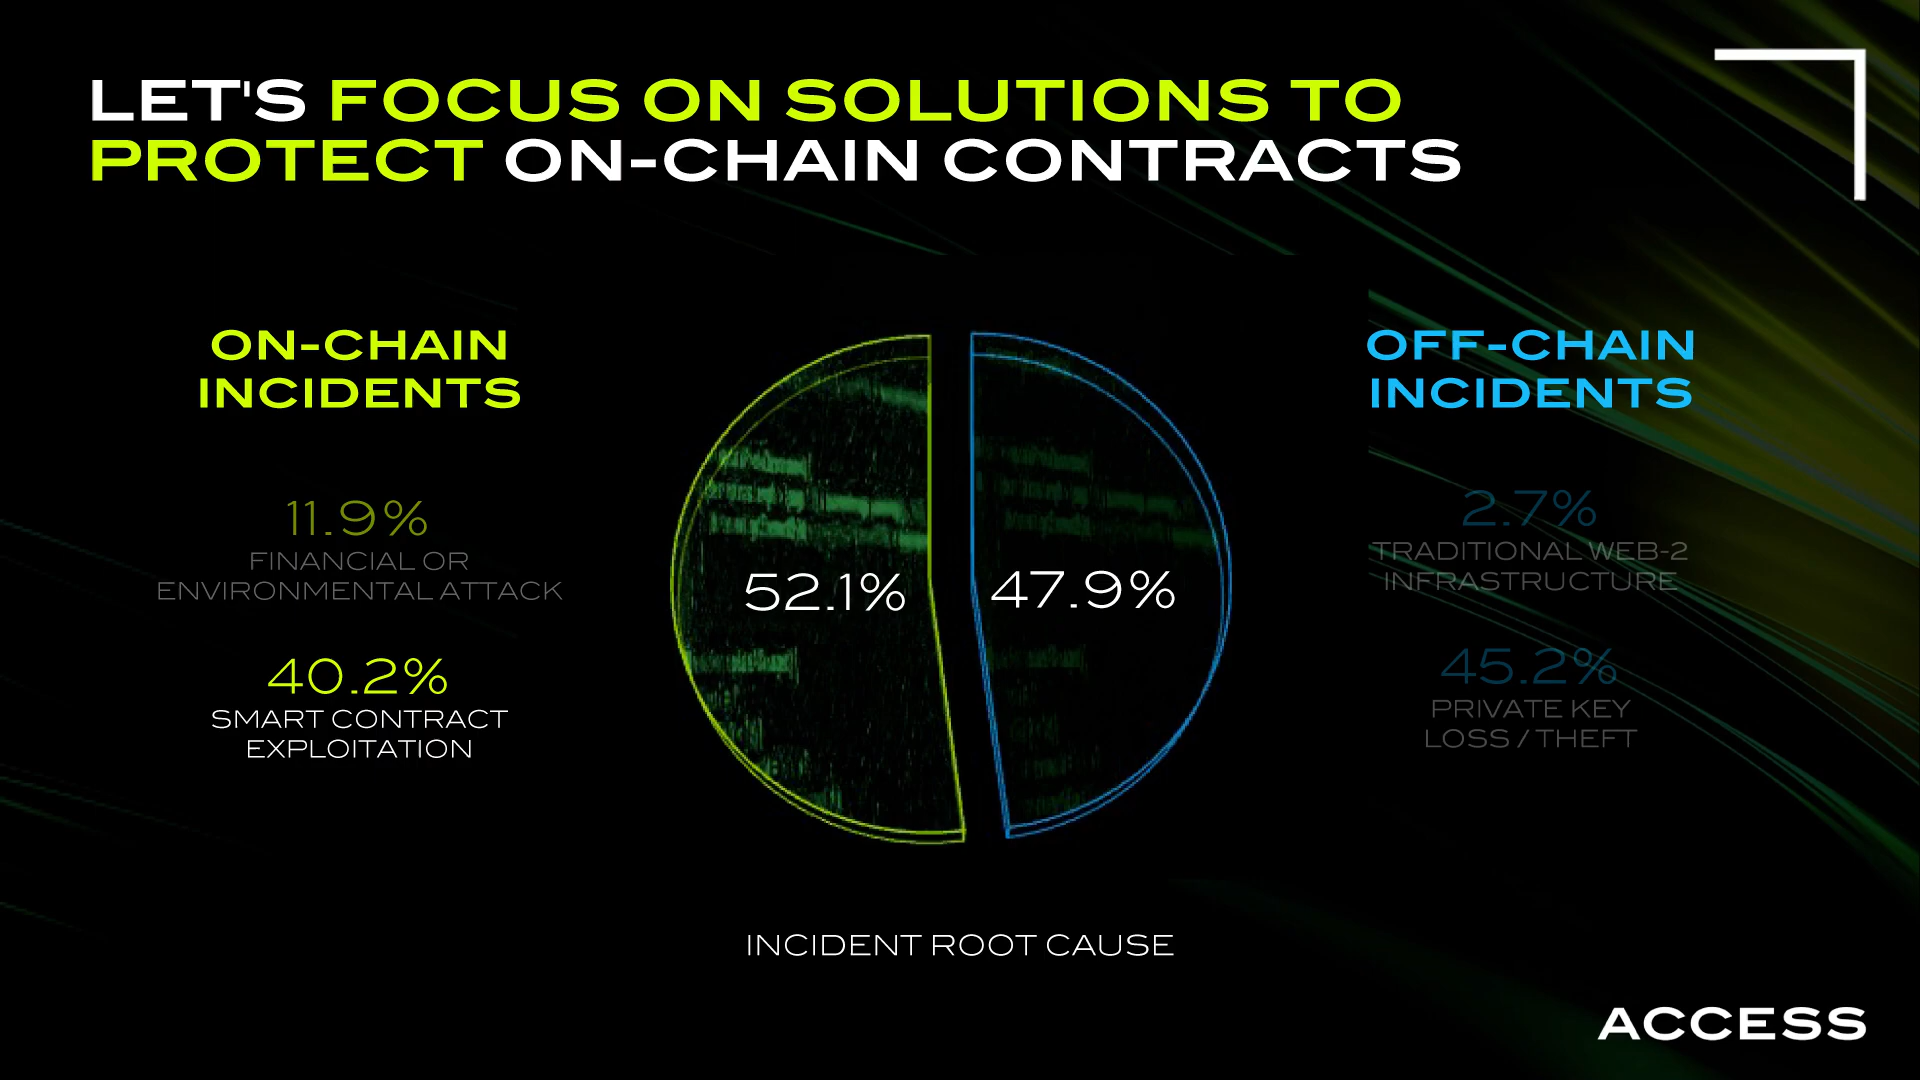 LET'S FOCUS ON SOLUTIONS TO
PROTECT ON-CHAIN CONTRACTS
ON-CHAIN
INCIDENTS
11.9%
FINANCIAL OR
ENVIRONMENTAL ATTACK
40.2%
SMART CONTRACT
EXPLOITATION
52.1%
47.9%
INCIDENT ROOT CAUSE
OFF-CHAIN
INCIDENTS
2.7%
TRADITIONAL WEB-2
INFRASTRUCTURE
45.2%
PRIVATE KEY
LOSS / THEFT
ACCESS